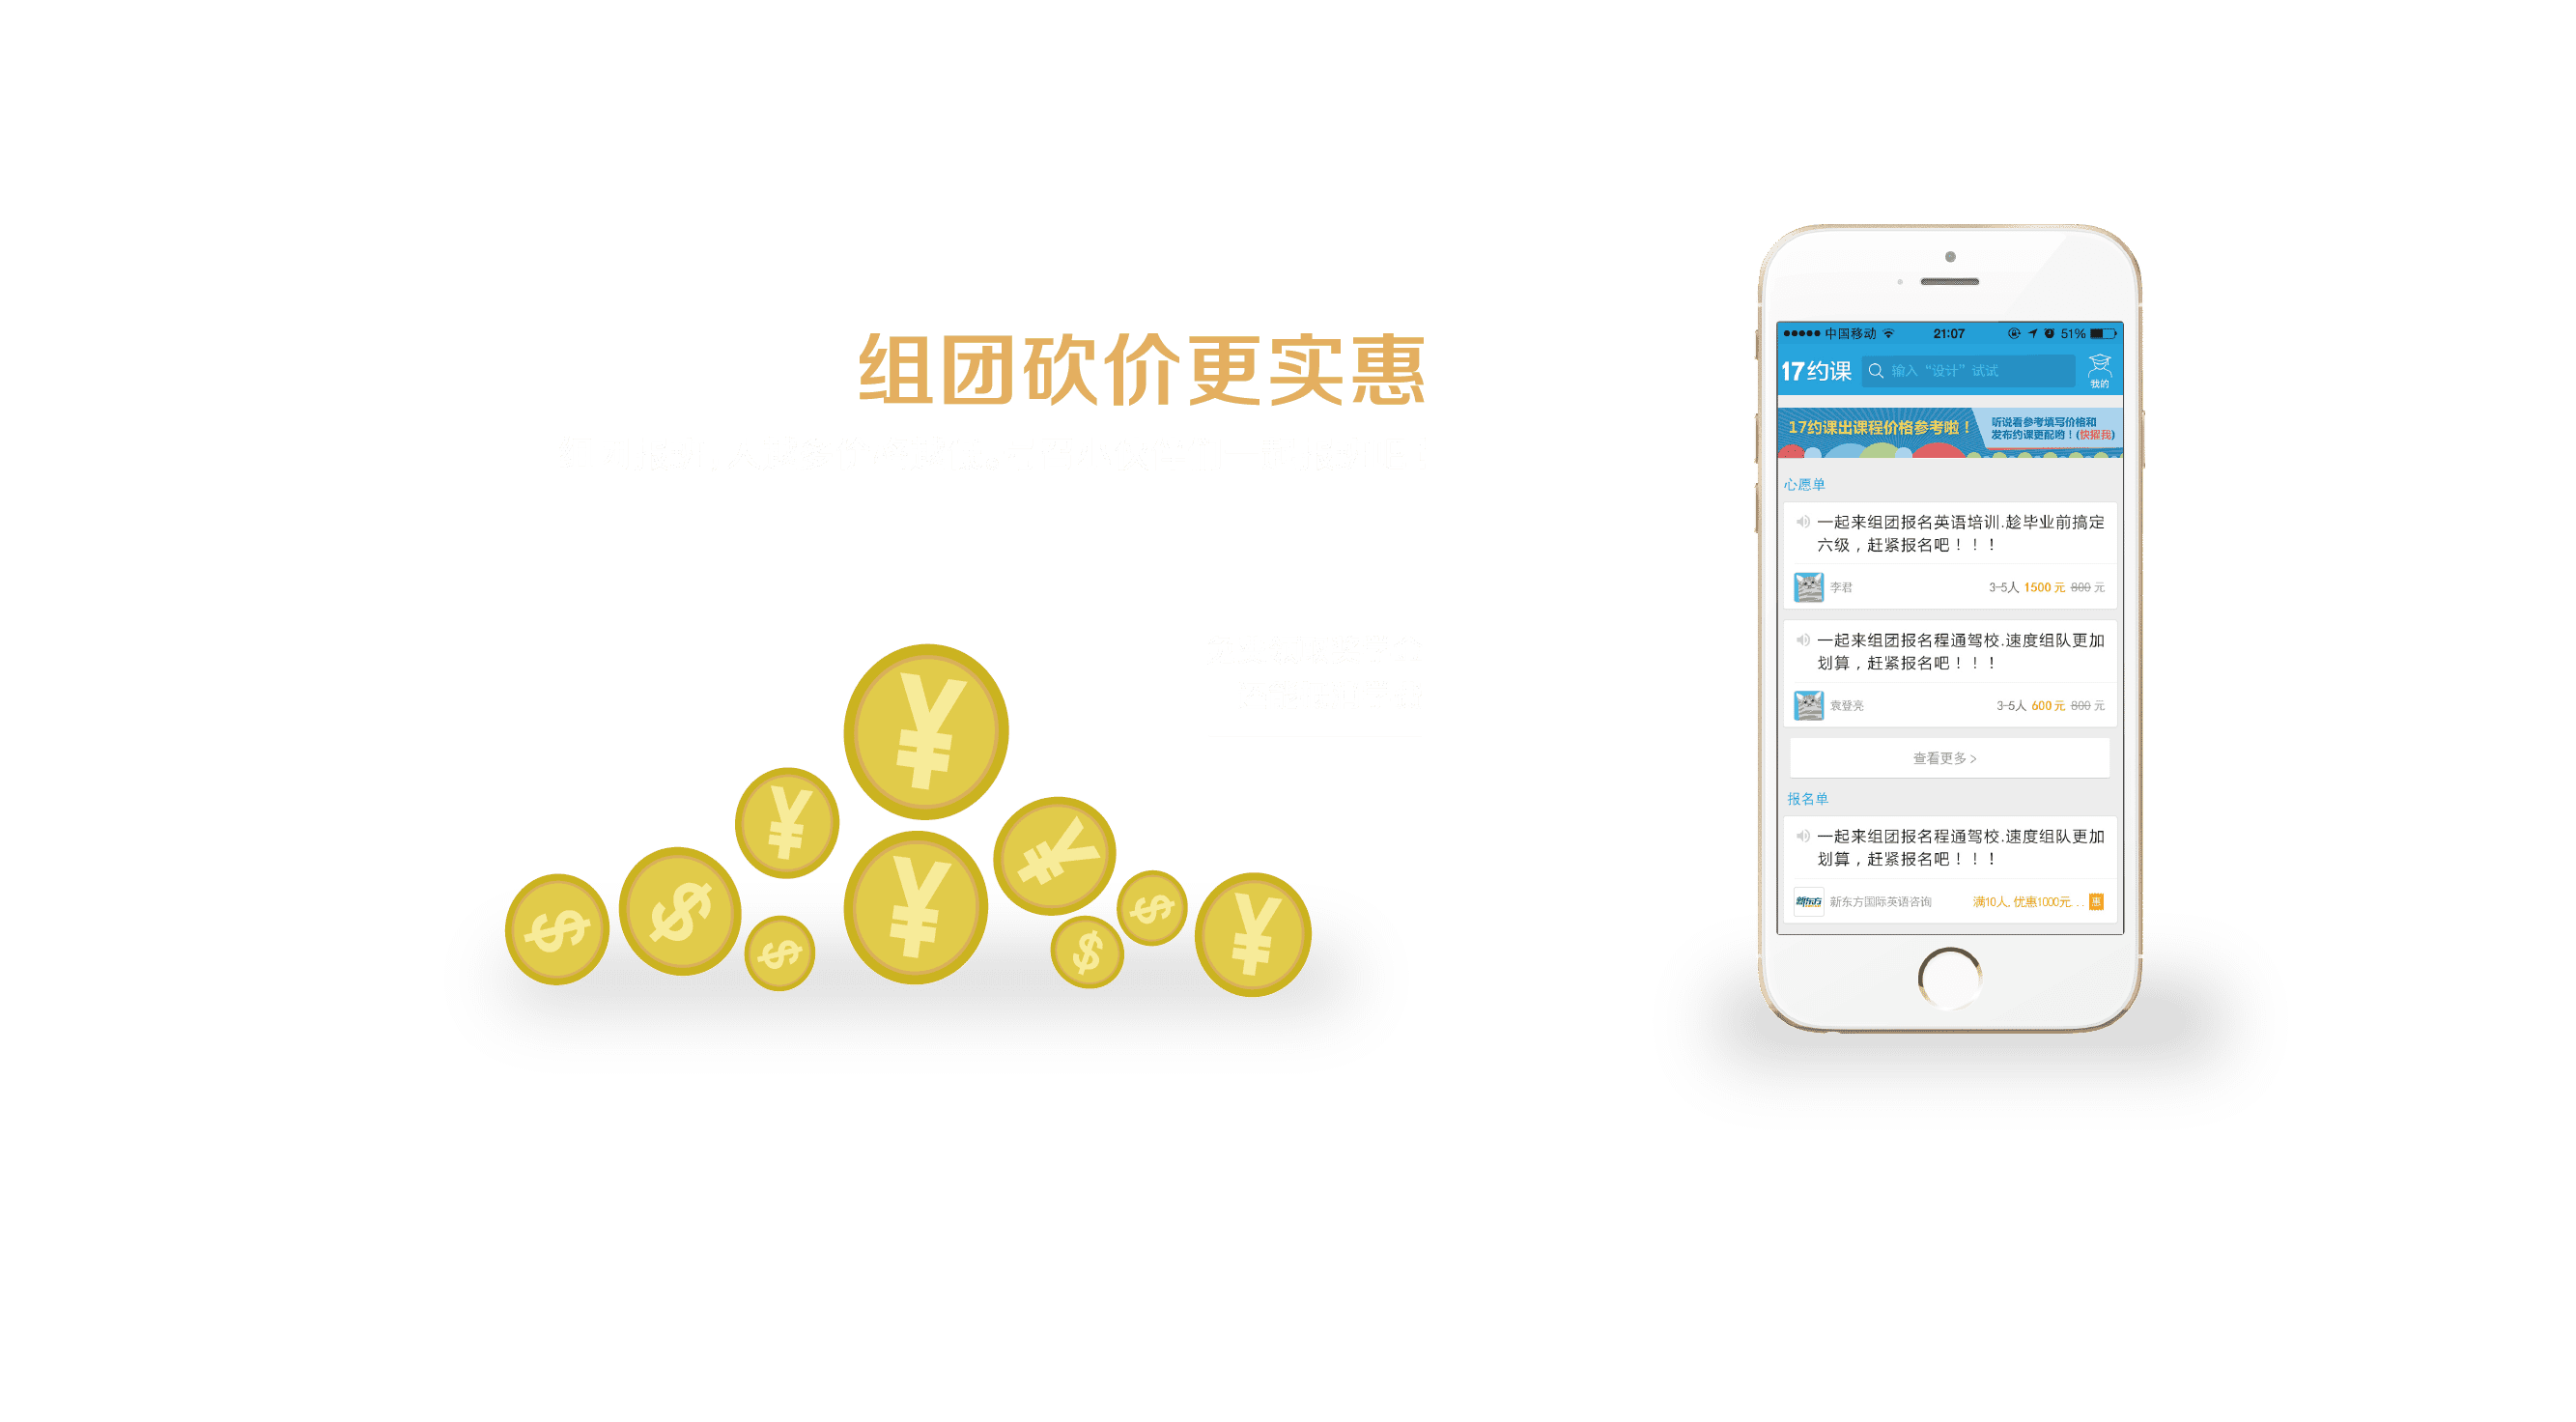 组团砍价更实惠
中国移动 21:07 51%
17约课 输入“设计”试试 我的
17约课出课程价格参考啦！
听说看参考填写价格和
发布约课更配哟！(快撮我)
心愿单
一起来组团报名英语培训.趁毕业前搞定
六级，赶紧报名吧！！！
李君 3-5人 1500 元 800 元
一起来组团报名程通驾校.速度组队更加
划算，赶紧报名吧！！！
袁登亮 3-5人 600 元 800 元
查看更多 >
报名单
一起来组团报名程通驾校.速度组队更加
划算，赶紧报名吧！！！
新东方 新东方国际英语咨询 满10人, 优惠1000元... 惠